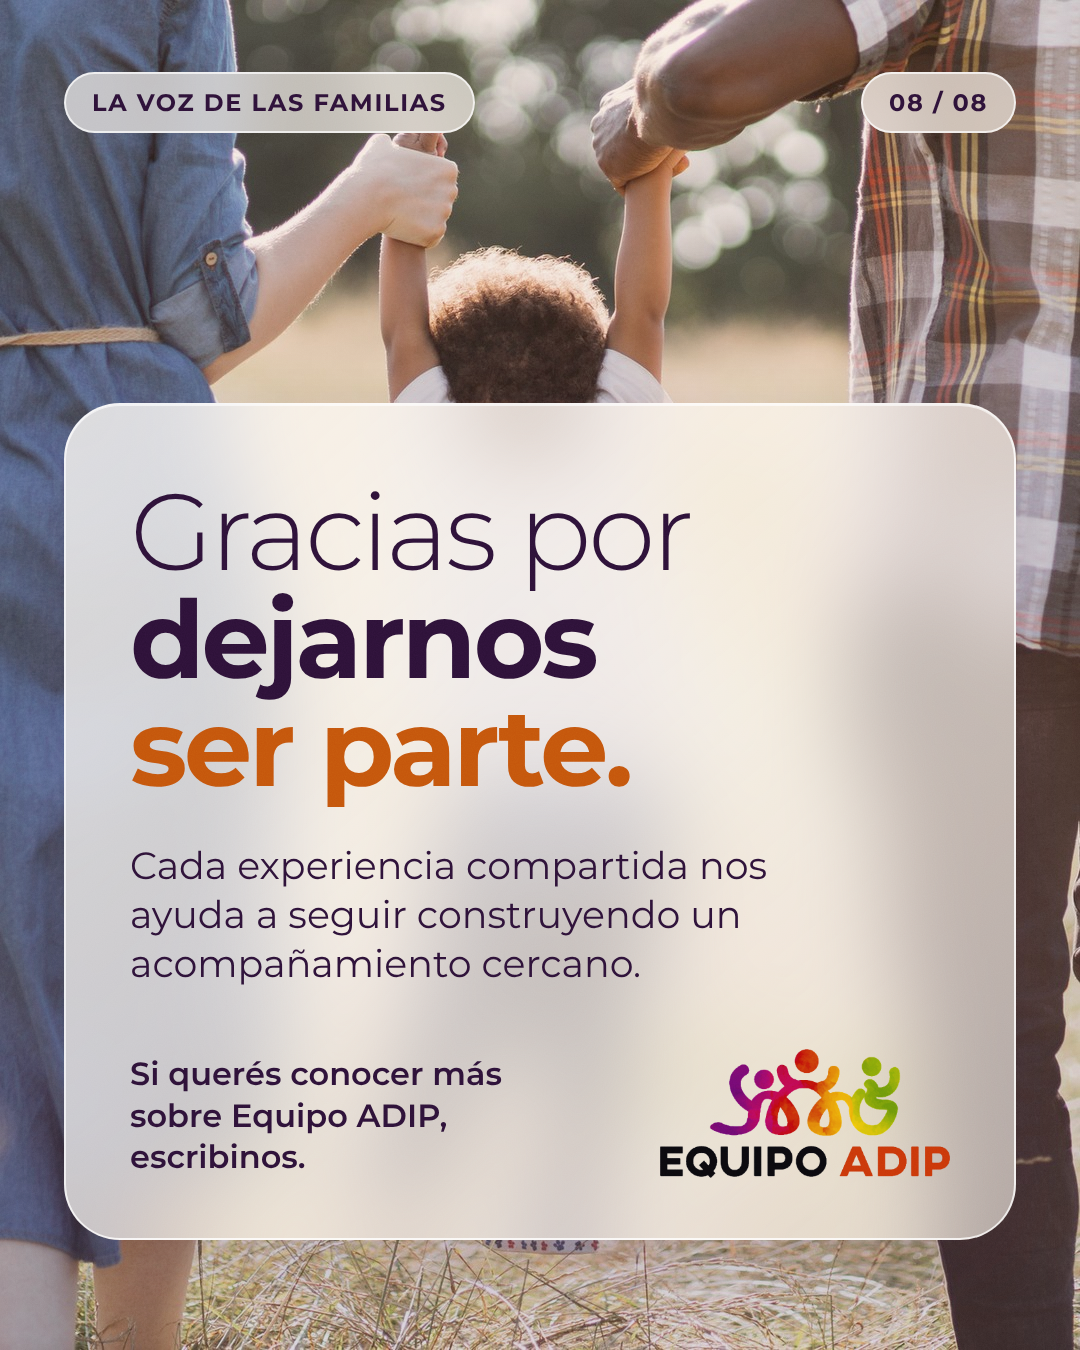 LA VOZ DE LAS FAMILIAS
08 / 08
Gracias por
dejarnos
ser parte.
Cada experiencia compartida nos
ayuda a seguir construyendo un
acompañamiento cercano.
Si querés conocer más
sobre Equipo ADIP,
escribinos.
EQUIPO ADIP